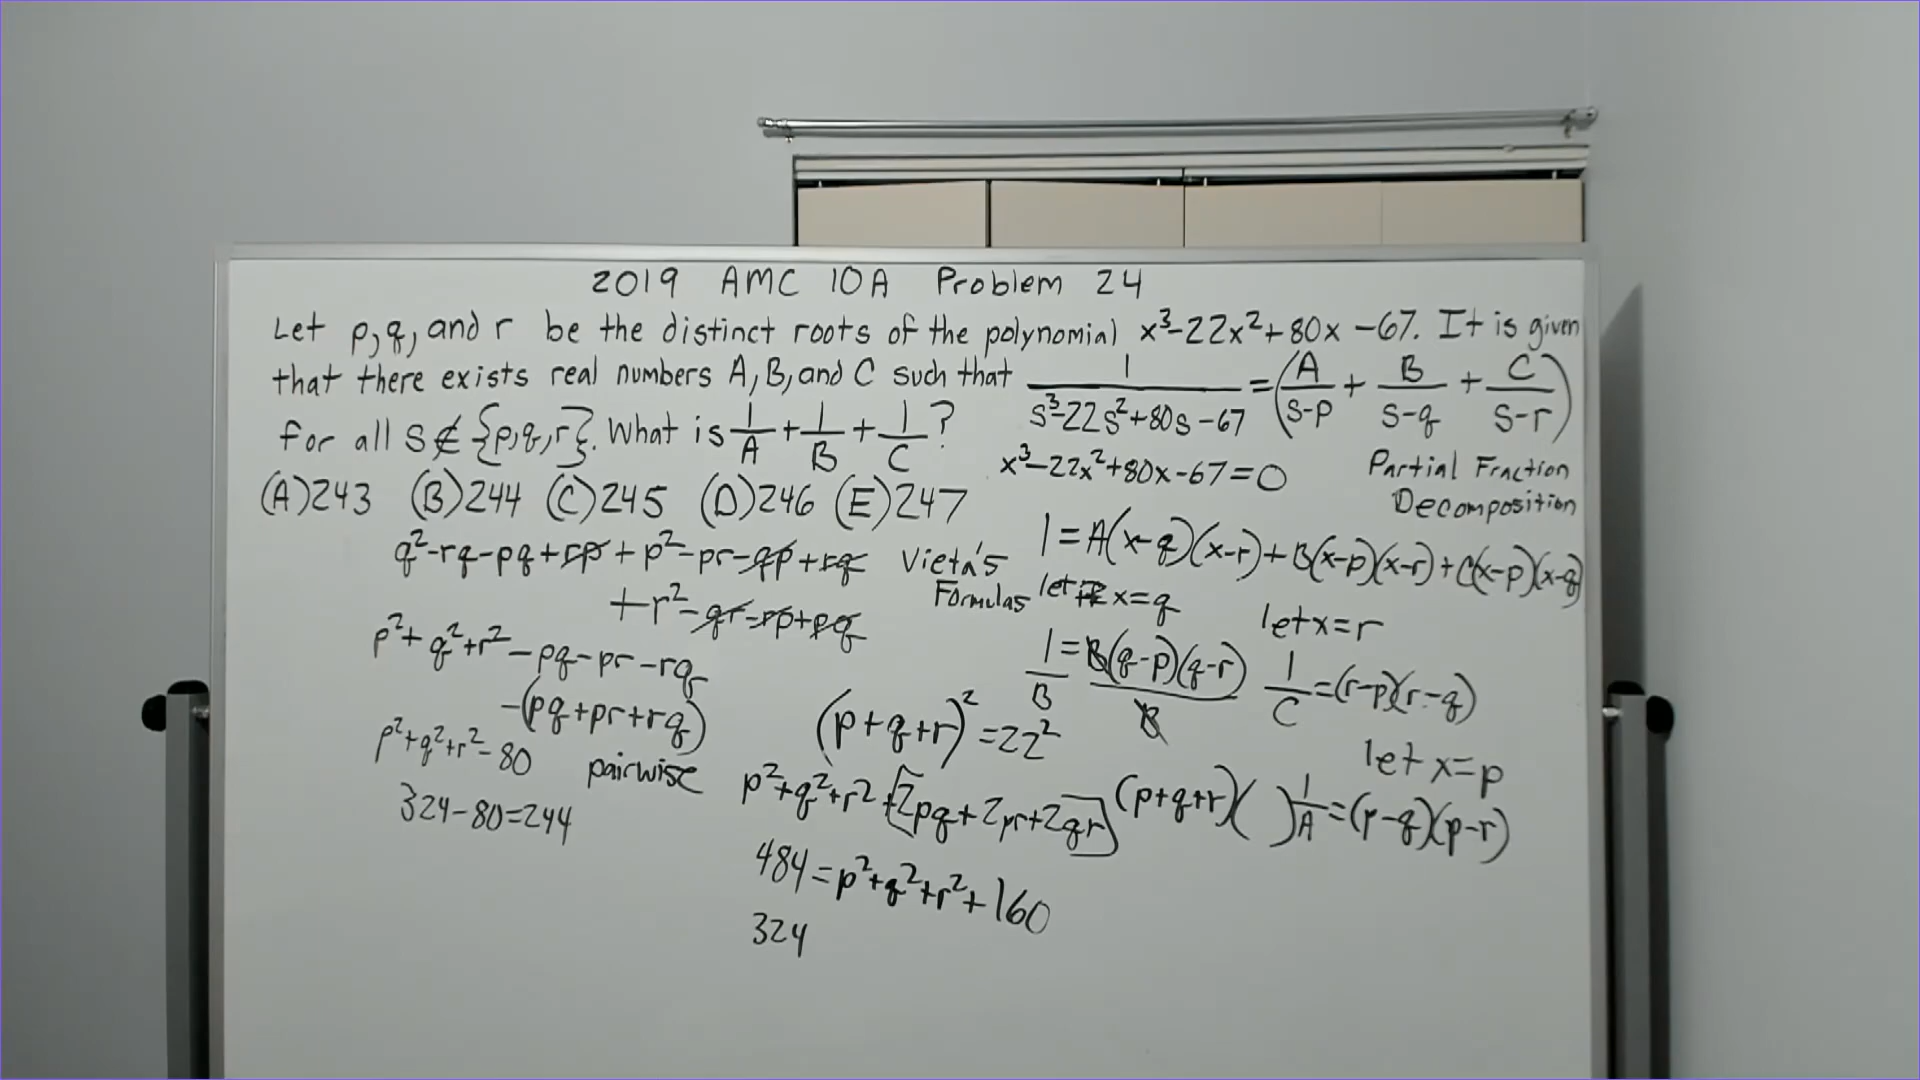 2019 AMC 10A Problem 24
Let p,q, and r be the distinct roots of the polynomial x³-22x²+80x-67. It is given
that there exists real numbers A, B, and C such that 1/(s³-22s²+80s-67) = (A/(s-p) + B/(s-q) + C/(s-r))
for all s∉{p,q,r}. What is 1/A + 1/B + 1/C?
(A)243 (B)244 (C)245 (D)246 (E)247
q²-rq-pq+rp+p²-pr-qp+rq
+r²-qr-rp+pq
p²+q²+r²-pq-pr-rq
-(pq+pr+rq)
p²+q²+r²-80
pairwise
324-80=244
Vieta's
Formulas
(p+q+r)²=22²
p²+q²+r²+[2pq+2pr+2qr]
484=p²+q²+r²+160
324
x³-22x²+80x-67=0
Partial Fraction
Decomposition
1=A(x-q)(x-r)+B(x-p)(x-r)+C(x-p)(x-q)
let x=q
1/B=B(q-p)(q-r)/B
let x=r
1/C=(r-p)(r-q)
let x=p
(p+q+r)( ) 1/A=(p-q)(p-r)